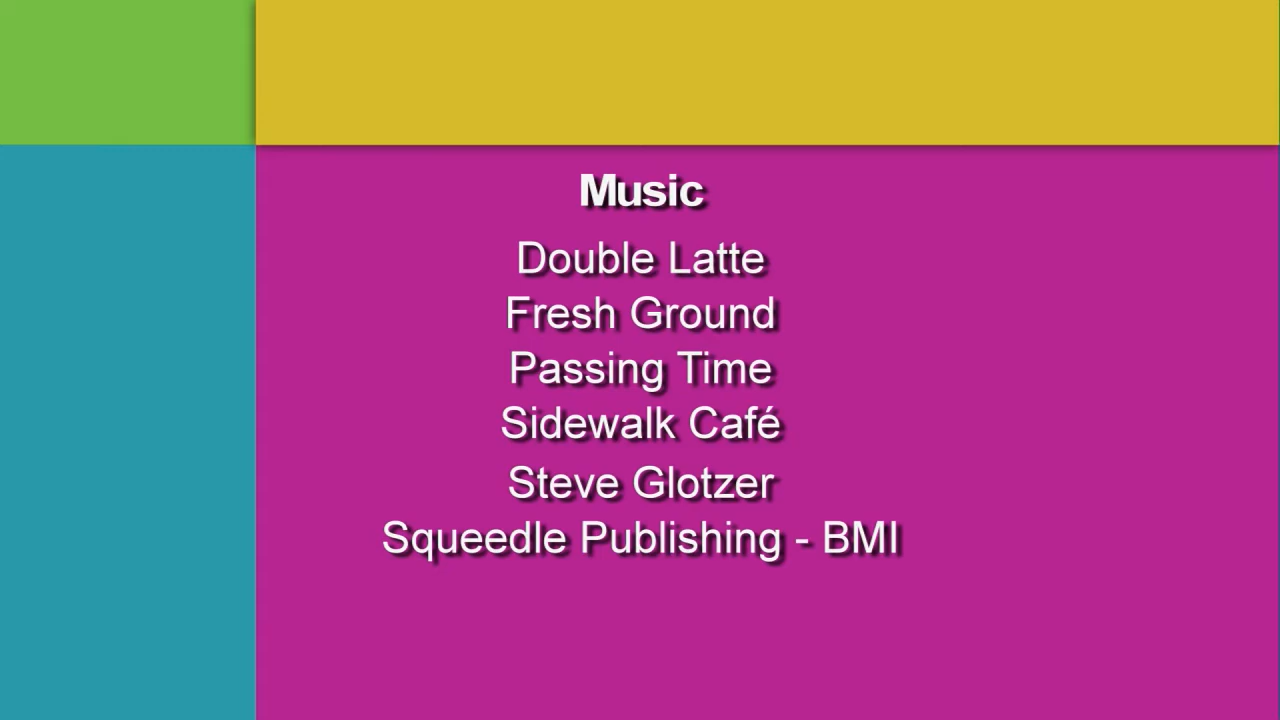 Music
Double Latte
Fresh Ground
Passing Time
Sidewalk Café
Steve Glotzer
Squeedle Publishing - BMI